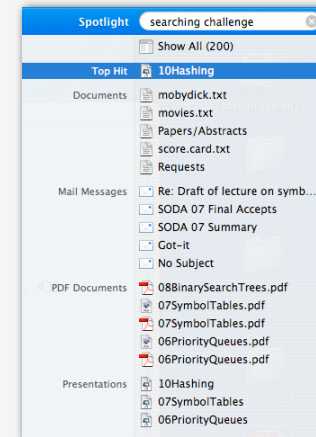 Spotlight searching challenge
Show All (200)
Top Hit 10Hashing
Documents mobydick.txt
movies.txt
Papers/Abstracts
score.card.txt
Requests
Mail Messages Re: Draft of lecture on symb...
SODA 07 Final Accepts
SODA 07 Summary
Got-it
No Subject
PDF Documents 08BinarySearchTrees.pdf
07SymbolTables.pdf
07SymbolTables.pdf
06PriorityQueues.pdf
06PriorityQueues.pdf
Presentations 10Hashing
07SymbolTables
06PriorityQueues